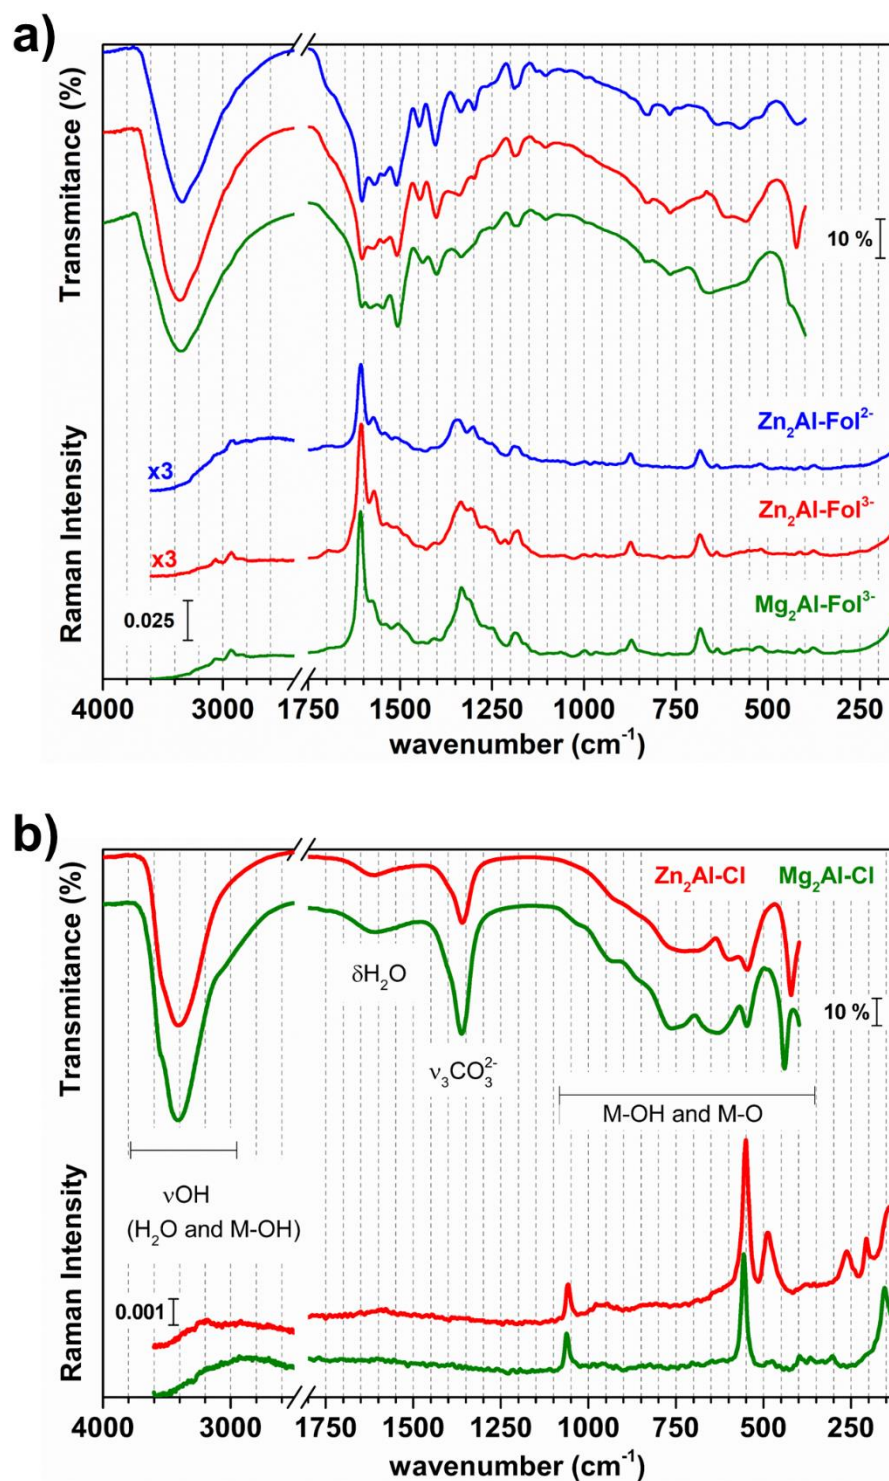 a)
Transmitance (%)
10 %
Raman Intensity
x3
x3
0.025
Zn₂Al-Fol²⁻
Zn₂Al-Fol³⁻
Mg₂Al-Fol³⁻
4000 3000 1750 1500 1250 1000 750 500 250
wavenumber (cm⁻¹)
b)
Transmitance (%)
Zn₂Al-Cl Mg₂Al-Cl
δH₂O
10 %
ν₃CO₃²⁻
M-OH and M-O
νOH
(H₂O and M-OH)
Raman Intensity
0.001
4000 3000 1750 1500 1250 1000 750 500 250
wavenumber (cm⁻¹)